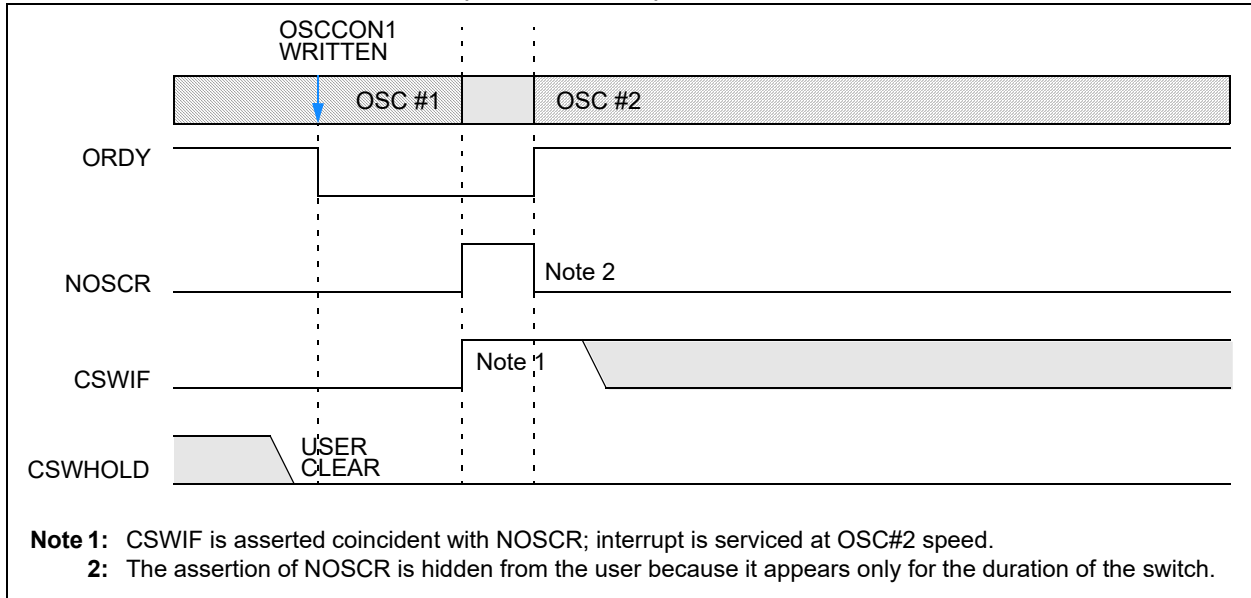 OSCCON1
WRITTEN
OSC #1
OSC #2
ORDY
NOSCR
Note 2
CSWIF
Note 1
CSWHOLD
USER
CLEAR
Note 1: CSWIF is asserted coincident with NOSCR; interrupt is serviced at OSC#2 speed.
2: The assertion of NOSCR is hidden from the user because it appears only for the duration of the switch.